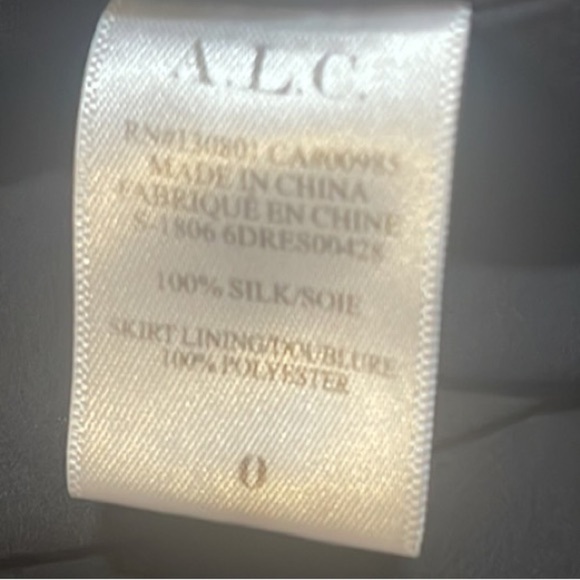 A.L.C.
RN#130801 CA#00985
MADE IN CHINA
FABRIQUÉ EN CHINE
S-1806 6DRES00428
100% SILK/SOIE
SKIRT LINING/DOUBLURE
100% POLYESTER
0